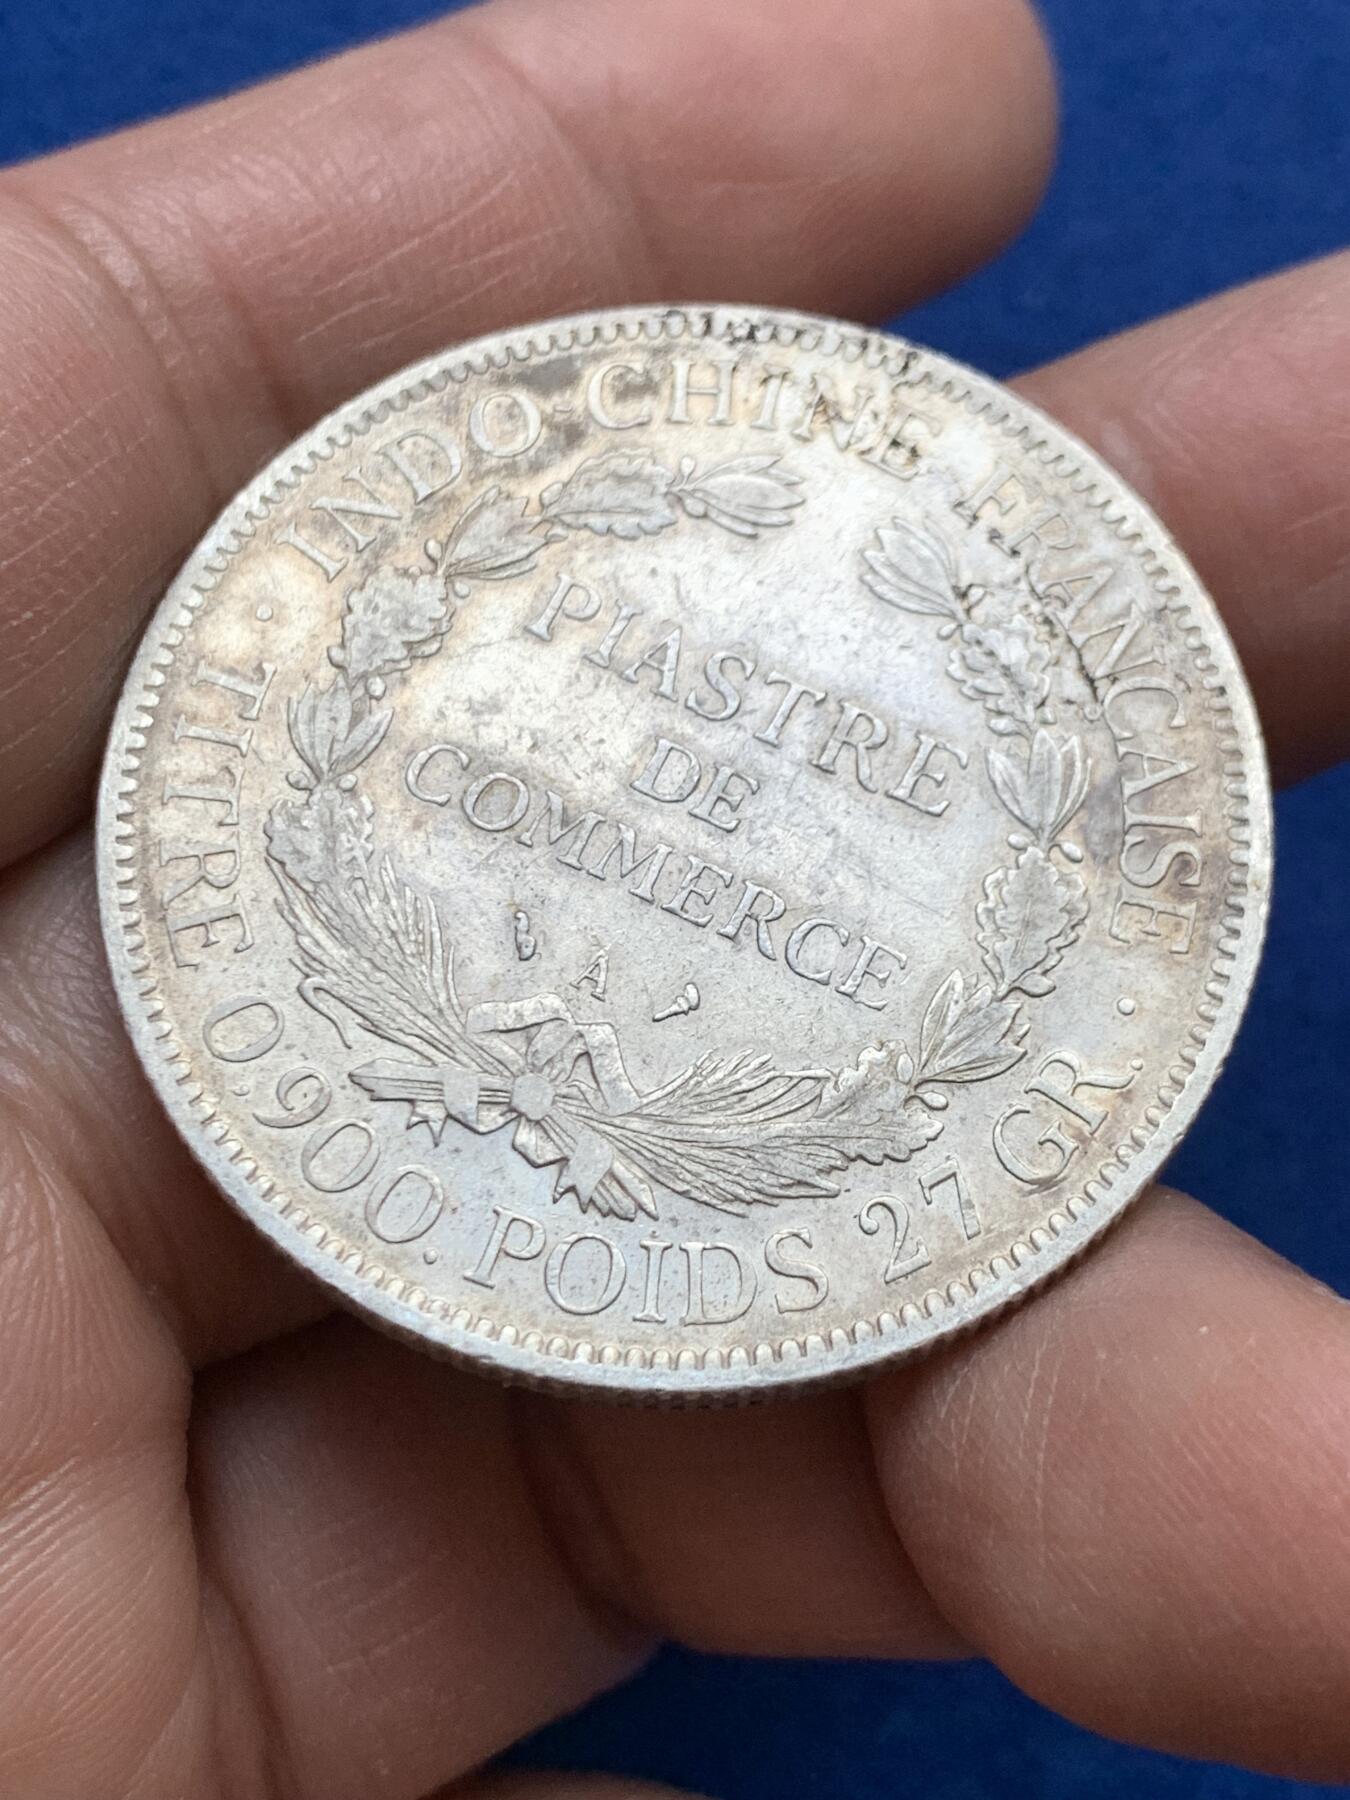 INDO-CHINE FRANÇAISE
PIASTRE
DE
COMMERCE
A
TITRE 0,900. POIDS 27 GR.